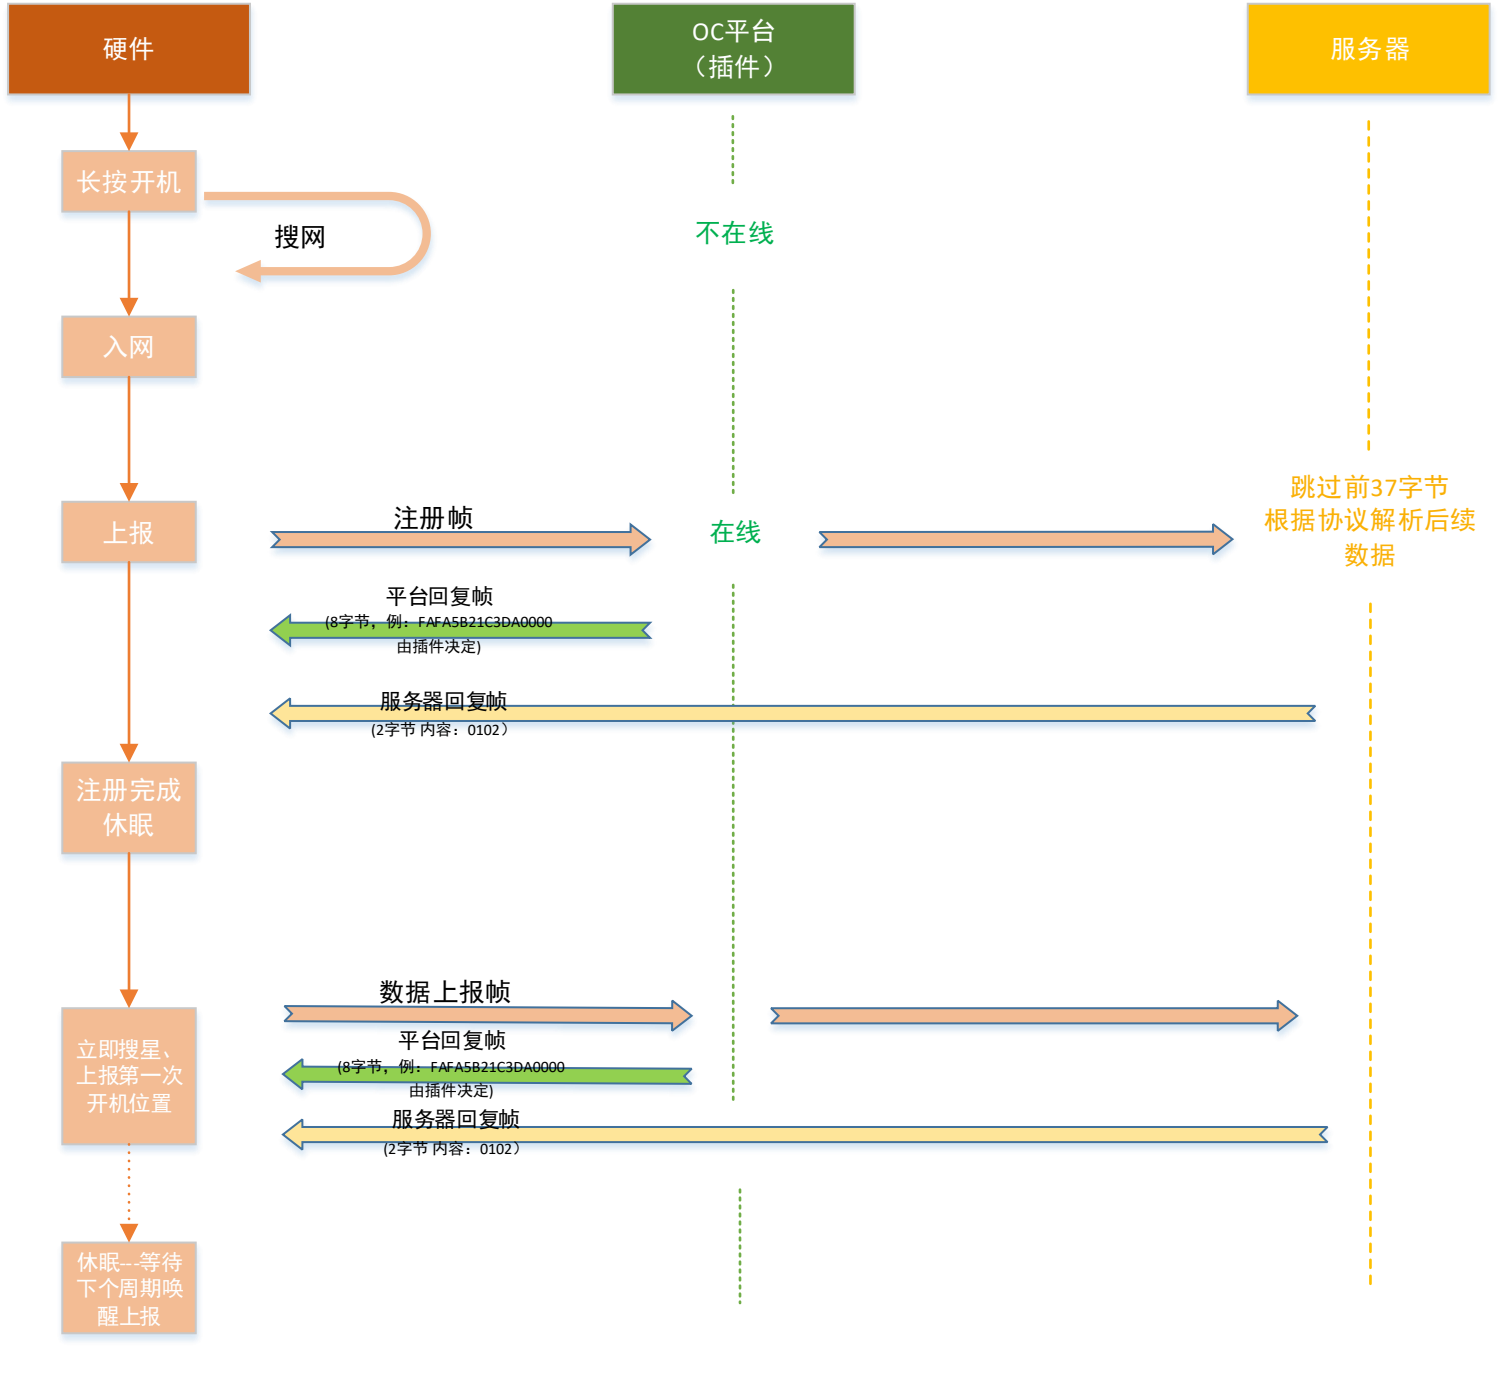 硬件
OC平台
（插件）
服务器
长按开机
搜网
不在线
入网
上报
注册帧
在线
跳过前37字节
根据协议解析后续
数据
平台回复帧
(8字节，例：FAFA5B21C3DA0000
由插件决定)
服务器回复帧
(2字节 内容：0102）
注册完成
休眠
数据上报帧
立即搜星、
上报第一次
开机位置
平台回复帧
(8字节，例：FAFA5B21C3DA0000
由插件决定)
服务器回复帧
(2字节 内容：0102）
休眠---等待
下个周期唤
醒上报